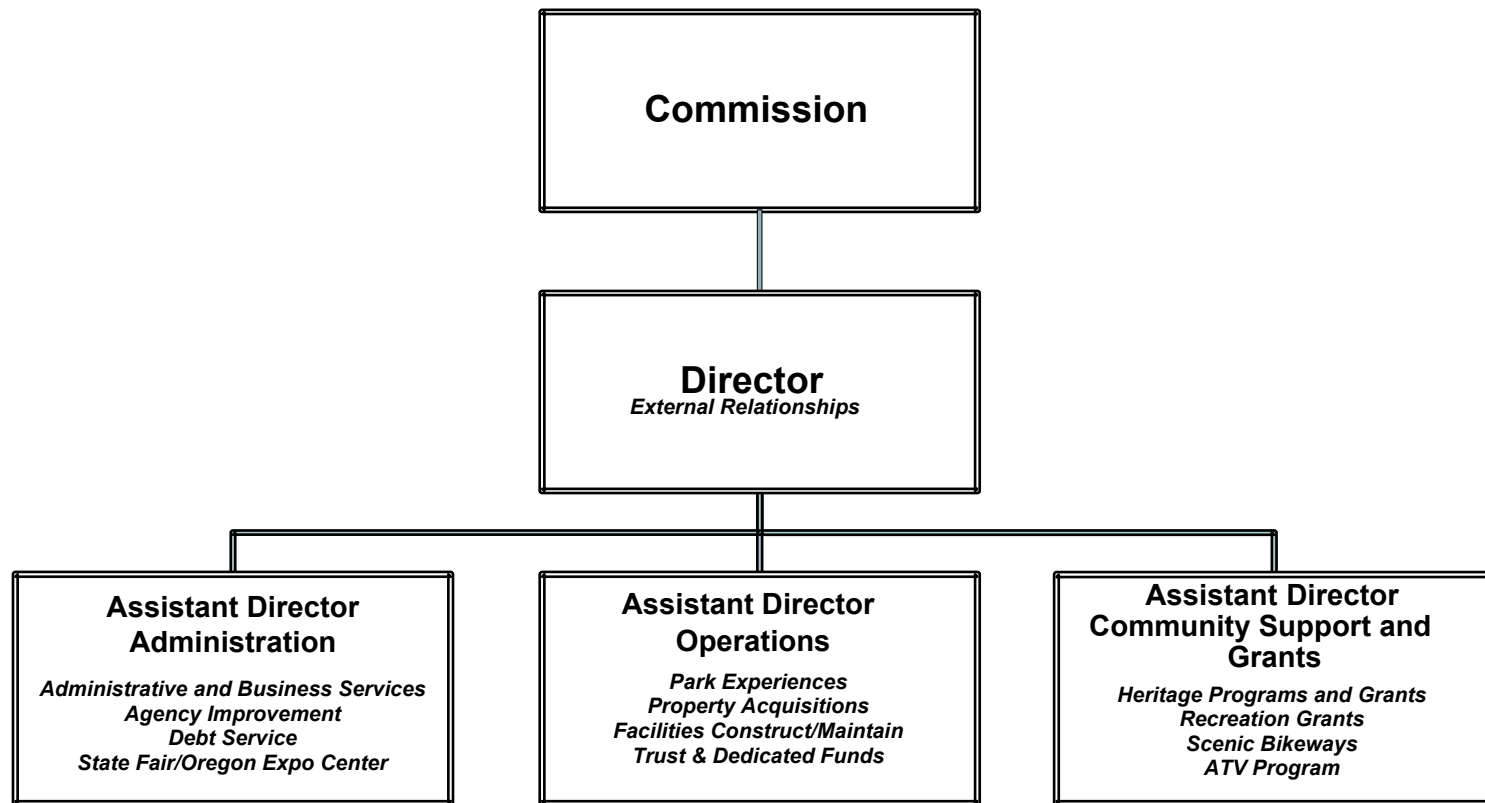 Commission
Director
External Relationships
Assistant Director
Administration
Administrative and Business Services
Agency Improvement
Debt Service
State Fair/Oregon Expo Center
Assistant Director
Operations
Park Experiences
Property Acquisitions
Facilities Construct/Maintain
Trust & Dedicated Funds
Assistant Director
Community Support and
Grants
Heritage Programs and Grants
Recreation Grants
Scenic Bikeways
ATV Program